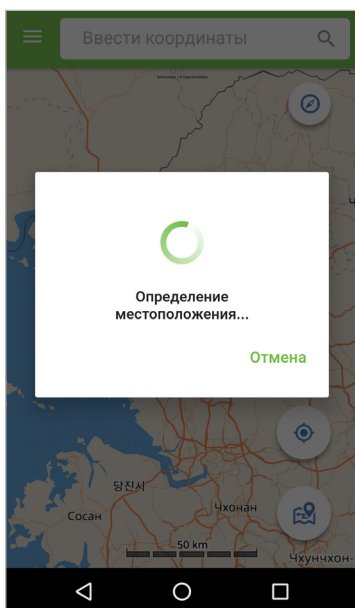 Ввести координаты
Определение
местоположения...
Отмена
당진시
Сосан
Чхонан
50 km
Чхунчхон-